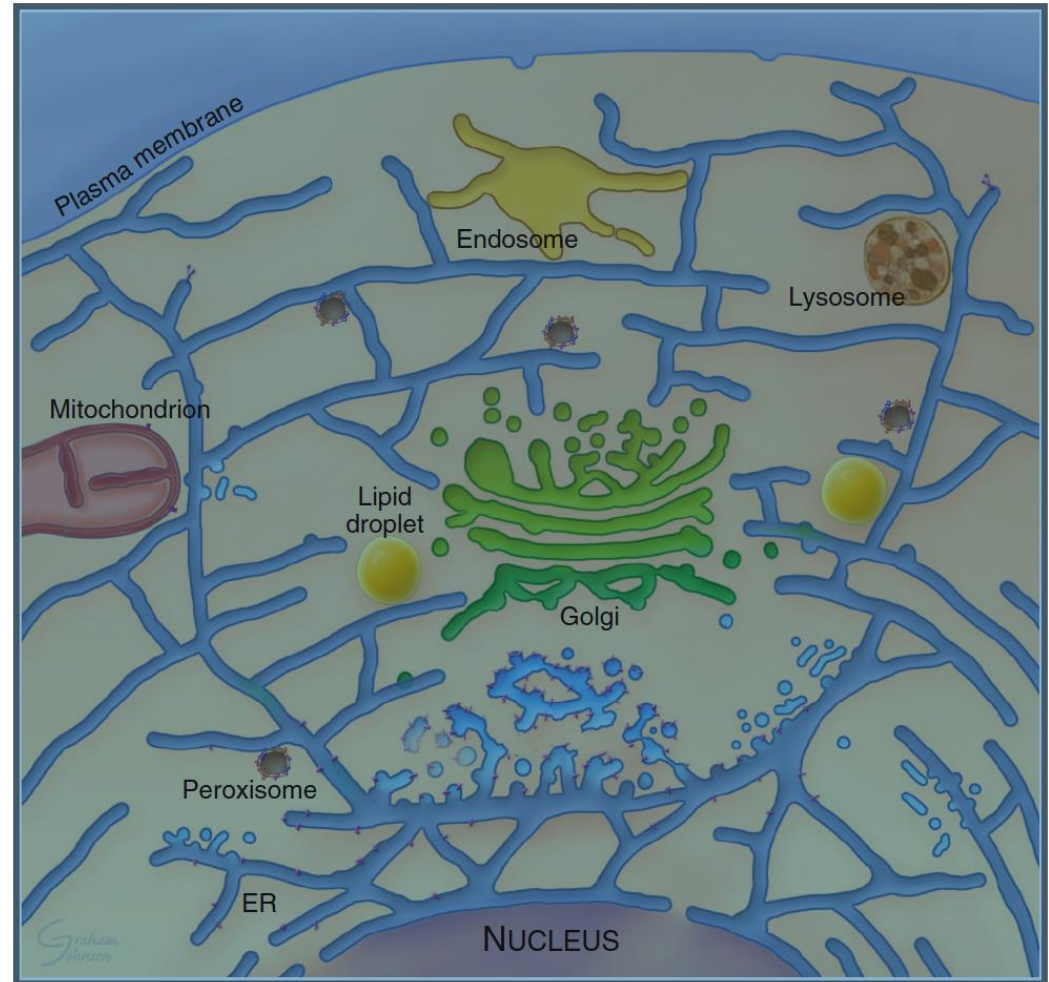 Plasma membrane
Endosome
Lysosome
Mitochondrion
Lipid
droplet
Golgi
Peroxisome
ER
NUCLEUS
Graham
Johnson